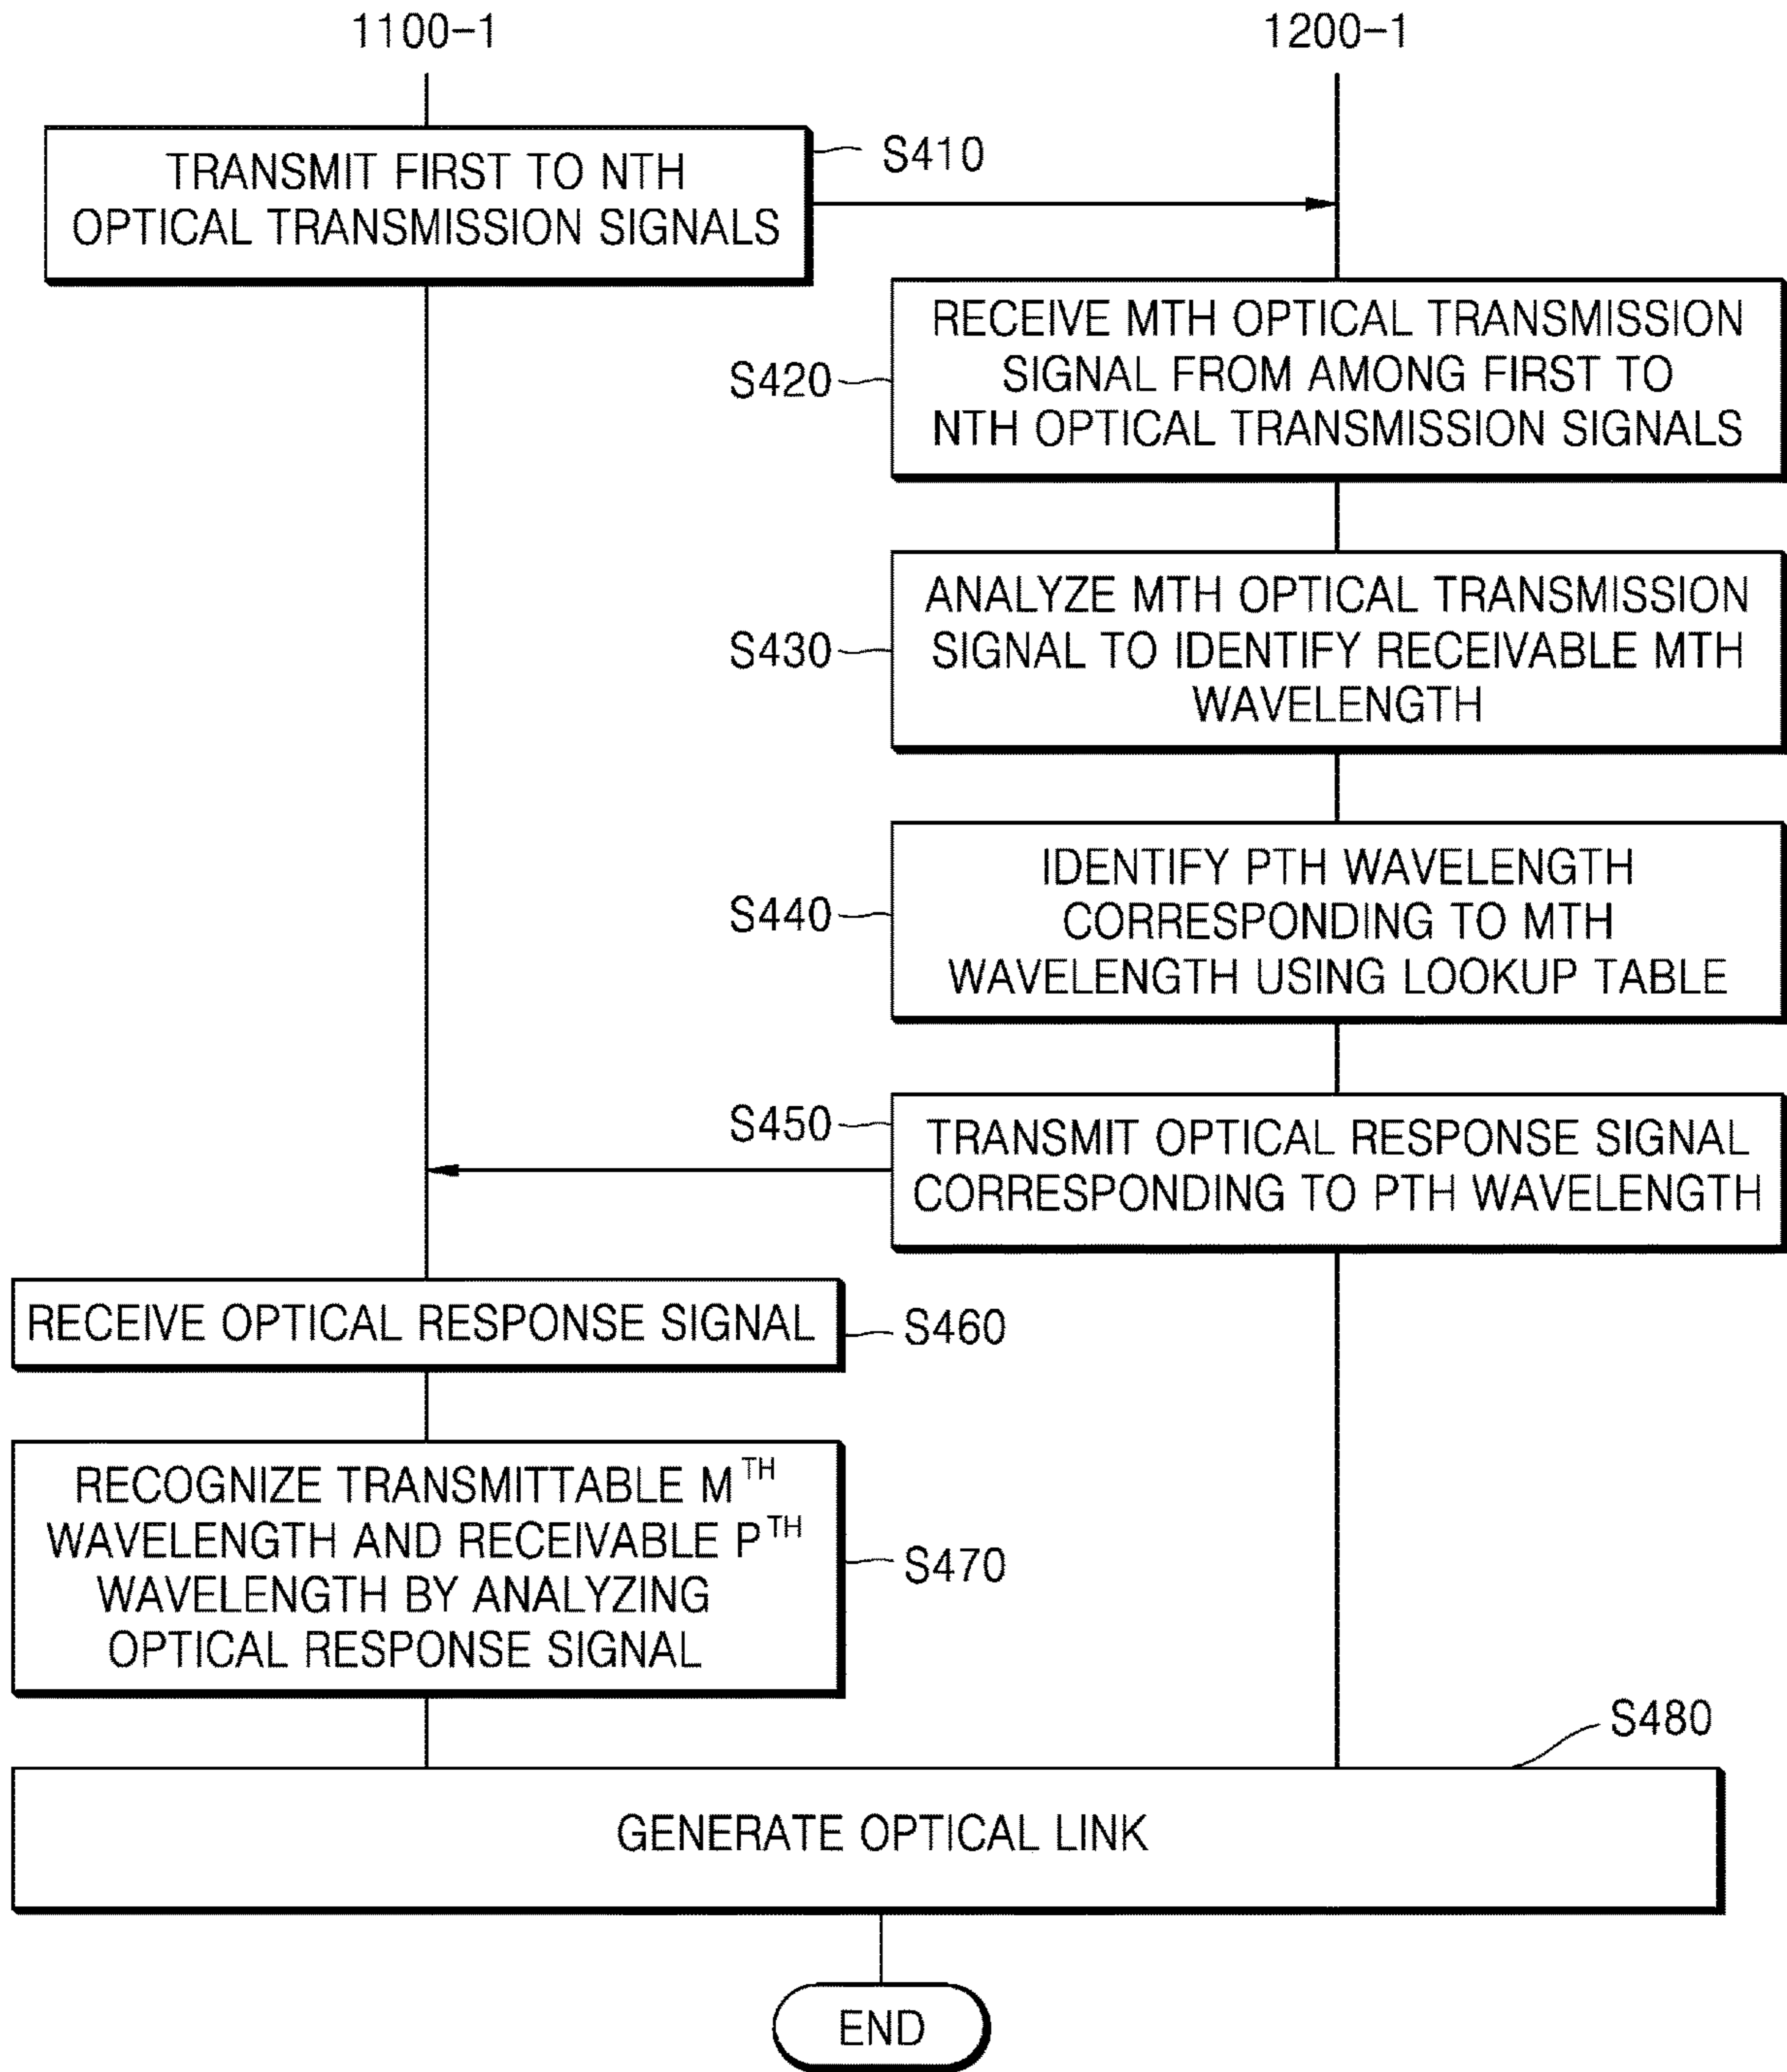 1100-1
1200-1
TRANSMIT FIRST TO NTH
OPTICAL TRANSMISSION SIGNALS
S410
RECEIVE MTH OPTICAL TRANSMISSION
SIGNAL FROM AMONG FIRST TO
NTH OPTICAL TRANSMISSION SIGNALS
S420
ANALYZE MTH OPTICAL TRANSMISSION
SIGNAL TO IDENTIFY RECEIVABLE MTH
WAVELENGTH
S430
IDENTIFY PTH WAVELENGTH
CORRESPONDING TO MTH
WAVELENGTH USING LOOKUP TABLE
S440
S450
TRANSMIT OPTICAL RESPONSE SIGNAL
CORRESPONDING TO PTH WAVELENGTH
RECEIVE OPTICAL RESPONSE SIGNAL
S460
RECOGNIZE TRANSMITTABLE M^TH
WAVELENGTH AND RECEIVABLE P^TH
WAVELENGTH BY ANALYZING
OPTICAL RESPONSE SIGNAL
S470
S480
GENERATE OPTICAL LINK
END